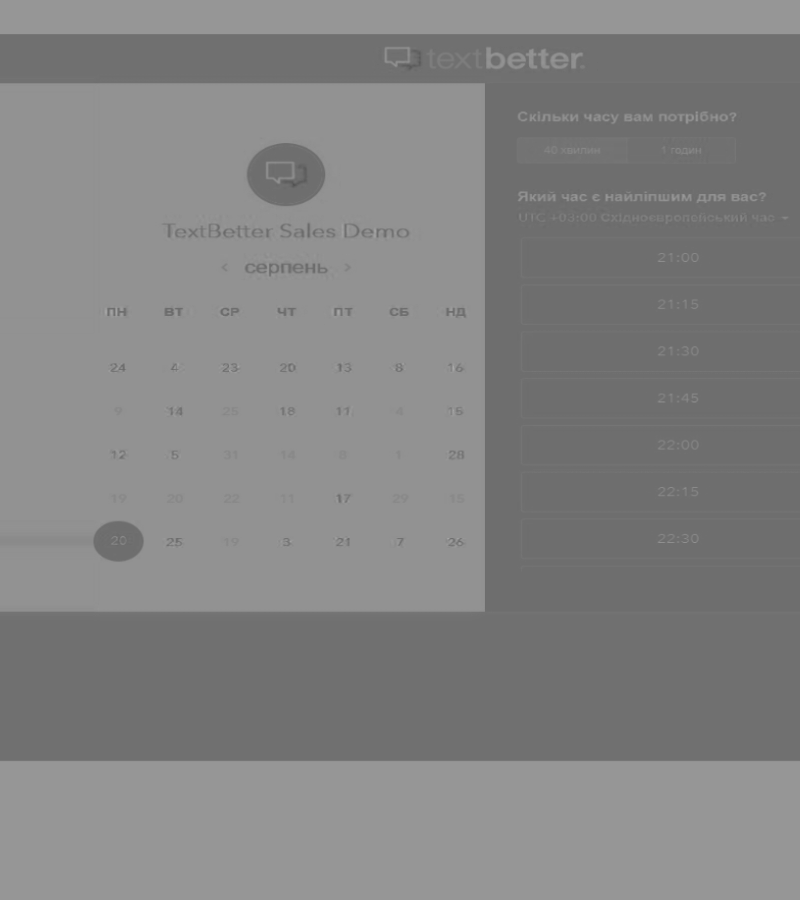 textbetter.
TextBetter Sales Demo
< серпень >
ПН ВТ СР ЧТ ПТ СБ НД
24 4 23 20 13 8 16
9 14 25 18 11 4 15
12 5 31 14 8 1 28
19 20 22 11 17 29 15
20 25 19 3 21 7 26
Скільки часу вам потрібно?
40 хвилин 1 годин
Який час є найліпшим для вас?
UTC +03:00 Східноевропейський час
21:00
21:15
21:30
21:45
22:00
22:15
22:30